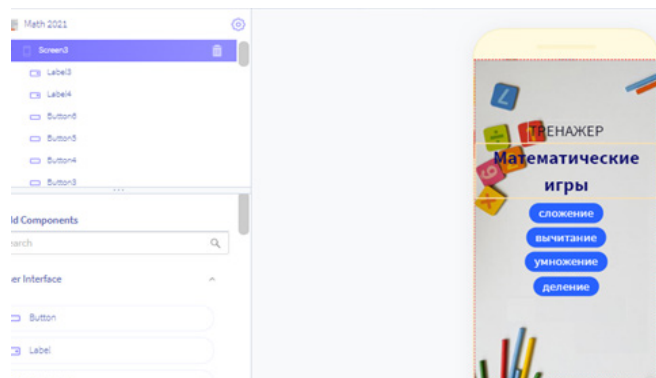 Math 2021
Screen3
Label3
Label4
Button6
Button5
Button4
Button3
ld Components
earch
er Interface
Button
Label
ТРЕНАЖЕР
Математические
игры
сложение
вычитание
умножение
деление